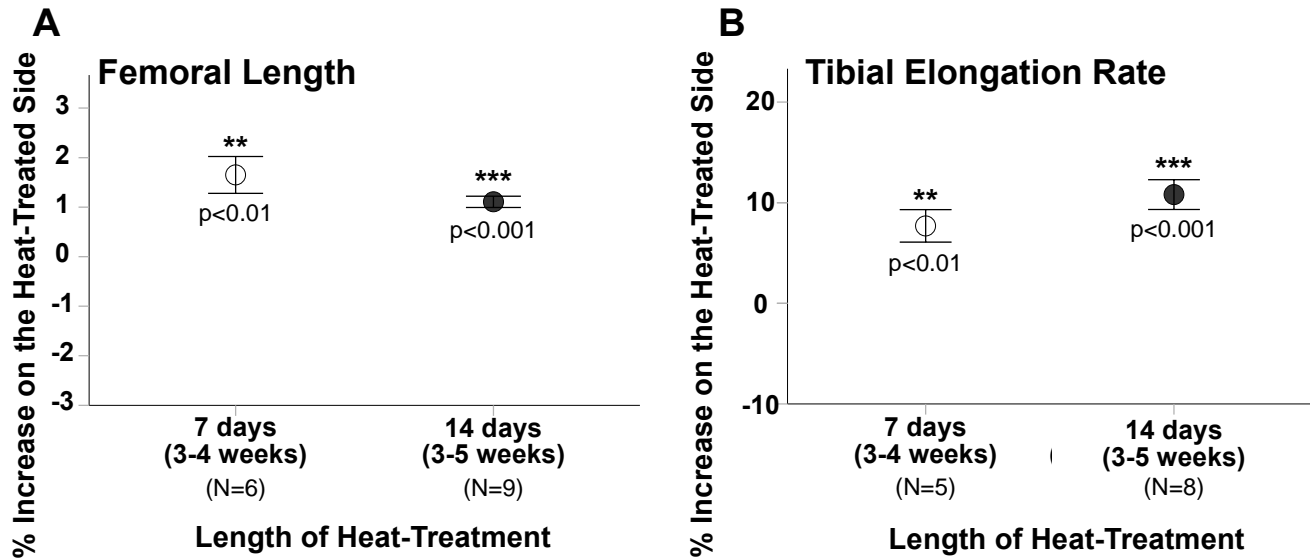 A
Femoral Length
% Increase on the Heat-Treated Side
3
2
1
0
-1
-2
-3
**
p<0.01
***
p<0.001
7 days
(3-4 weeks)
(N=6)
14 days
(3-5 weeks)
(N=9)
Length of Heat-Treatment
B
Tibial Elongation Rate
% Increase on the Heat-Treated Side
20
10
0
-10
**
p<0.01
***
p<0.001
7 days
(3-4 weeks)
(N=5)
(
14 days
(3-5 weeks)
(N=8)
Length of Heat-Treatment